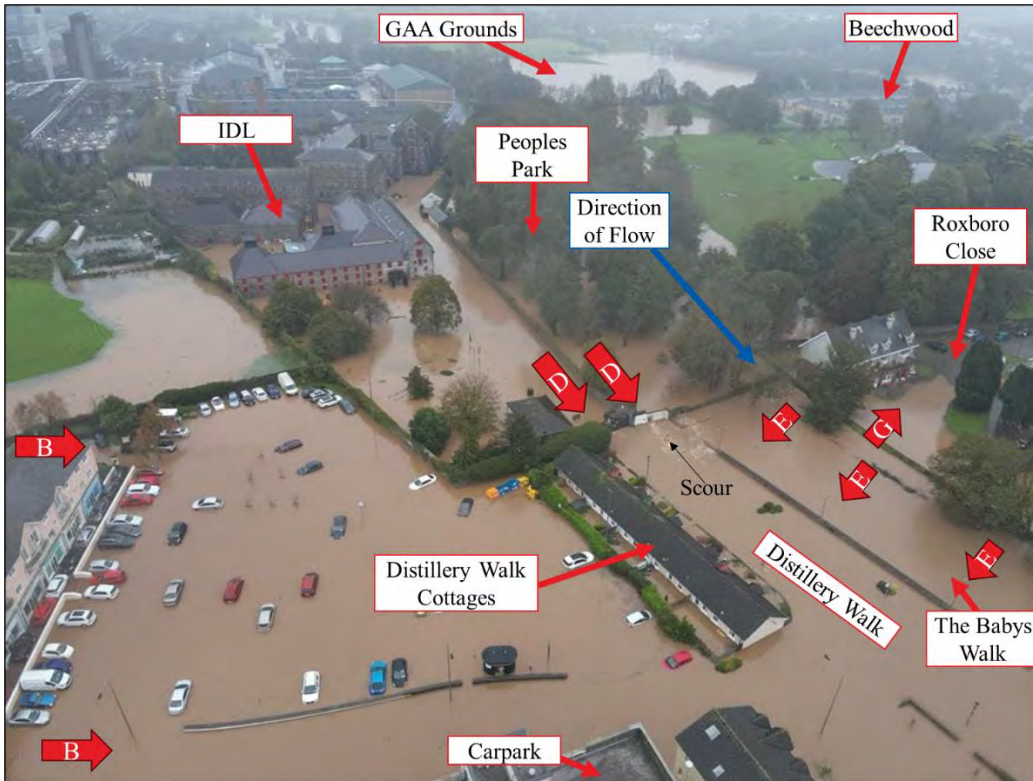 GAA Grounds
Beechwood
IDL
Peoples
Park
Direction
of Flow
Roxboro
Close
D
D
E
G
B
E
Scour
E
Distillery Walk
Cottages
Distillery Walk
The Babys
Walk
B
Carpark